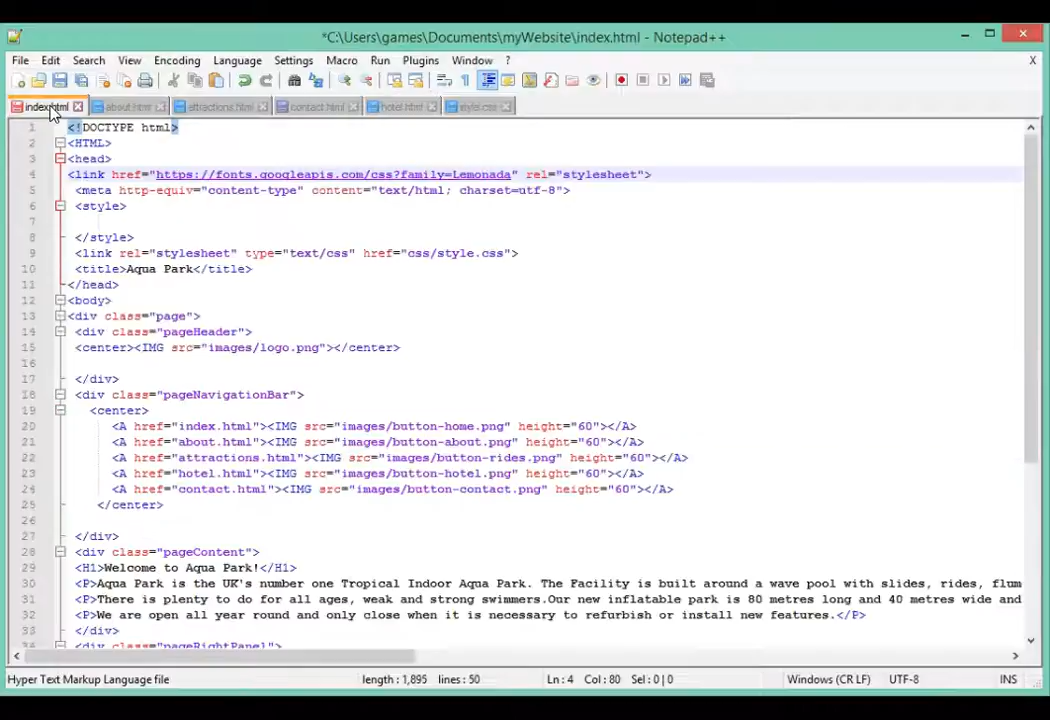 *C:\Users\games\Documents\myWebsite\index.html - Notepad++
File Edit Search View Encoding Language Settings Macro Run Plugins Window ? X
index.html about.html attractions.html contact.html hotel.html style.css
1 <!DOCTYPE html>
2 <HTML>
3 <head>
4 <link href="https://fonts.googleapis.com/css?family=Lemonada" rel="stylesheet">
5 <meta http-equiv="content-type" content="text/html; charset=utf-8">
6 <style>
7
8 </style>
9 <link rel="stylesheet" type="text/css" href="css/style.css">
10 <title>Aqua Park</title>
11 </head>
12 <body>
13 <div class="page">
14 <div class="pageHeader">
15 <center><IMG src="images/logo.png"></center>
16
17 </div>
18 <div class="pageNavigationBar">
19 <center>
20 <A href="index.html"><IMG src="images/button-home.png" height="60"></A>
21 <A href="about.html"><IMG src="images/button-about.png" height="60"></A>
22 <A href="attractions.html"><IMG src="images/button-rides.png" height="60"></A>
23 <A href="hotel.html"><IMG src="images/button-hotel.png" height="60"></A>
24 <A href="contact.html"><IMG src="images/button-contact.png" height="60"></A>
25 </center>
26
27 </div>
28 <div class="pageContent">
29 <H1>Welcome to Aqua Park!</H1>
30 <P>Aqua Park is the UK's number one Tropical Indoor Aqua Park. The Facility is built around a wave pool with slides, rides, flum
31 <P>There is plenty to do for all ages, weak and strong swimmers.Our new inflatable park is 80 metres long and 40 metres wide and
32 <P>We are open all year round and only close when it is necessary to refurbish or install new features.</P>
33 </div>
34 <div class="pageRightPanel">
Hyper Text Markup Language file length : 1,895 lines : 50 Ln : 4 Col : 80 Sel : 0 | 0 Windows (CR LF) UTF-8 INS